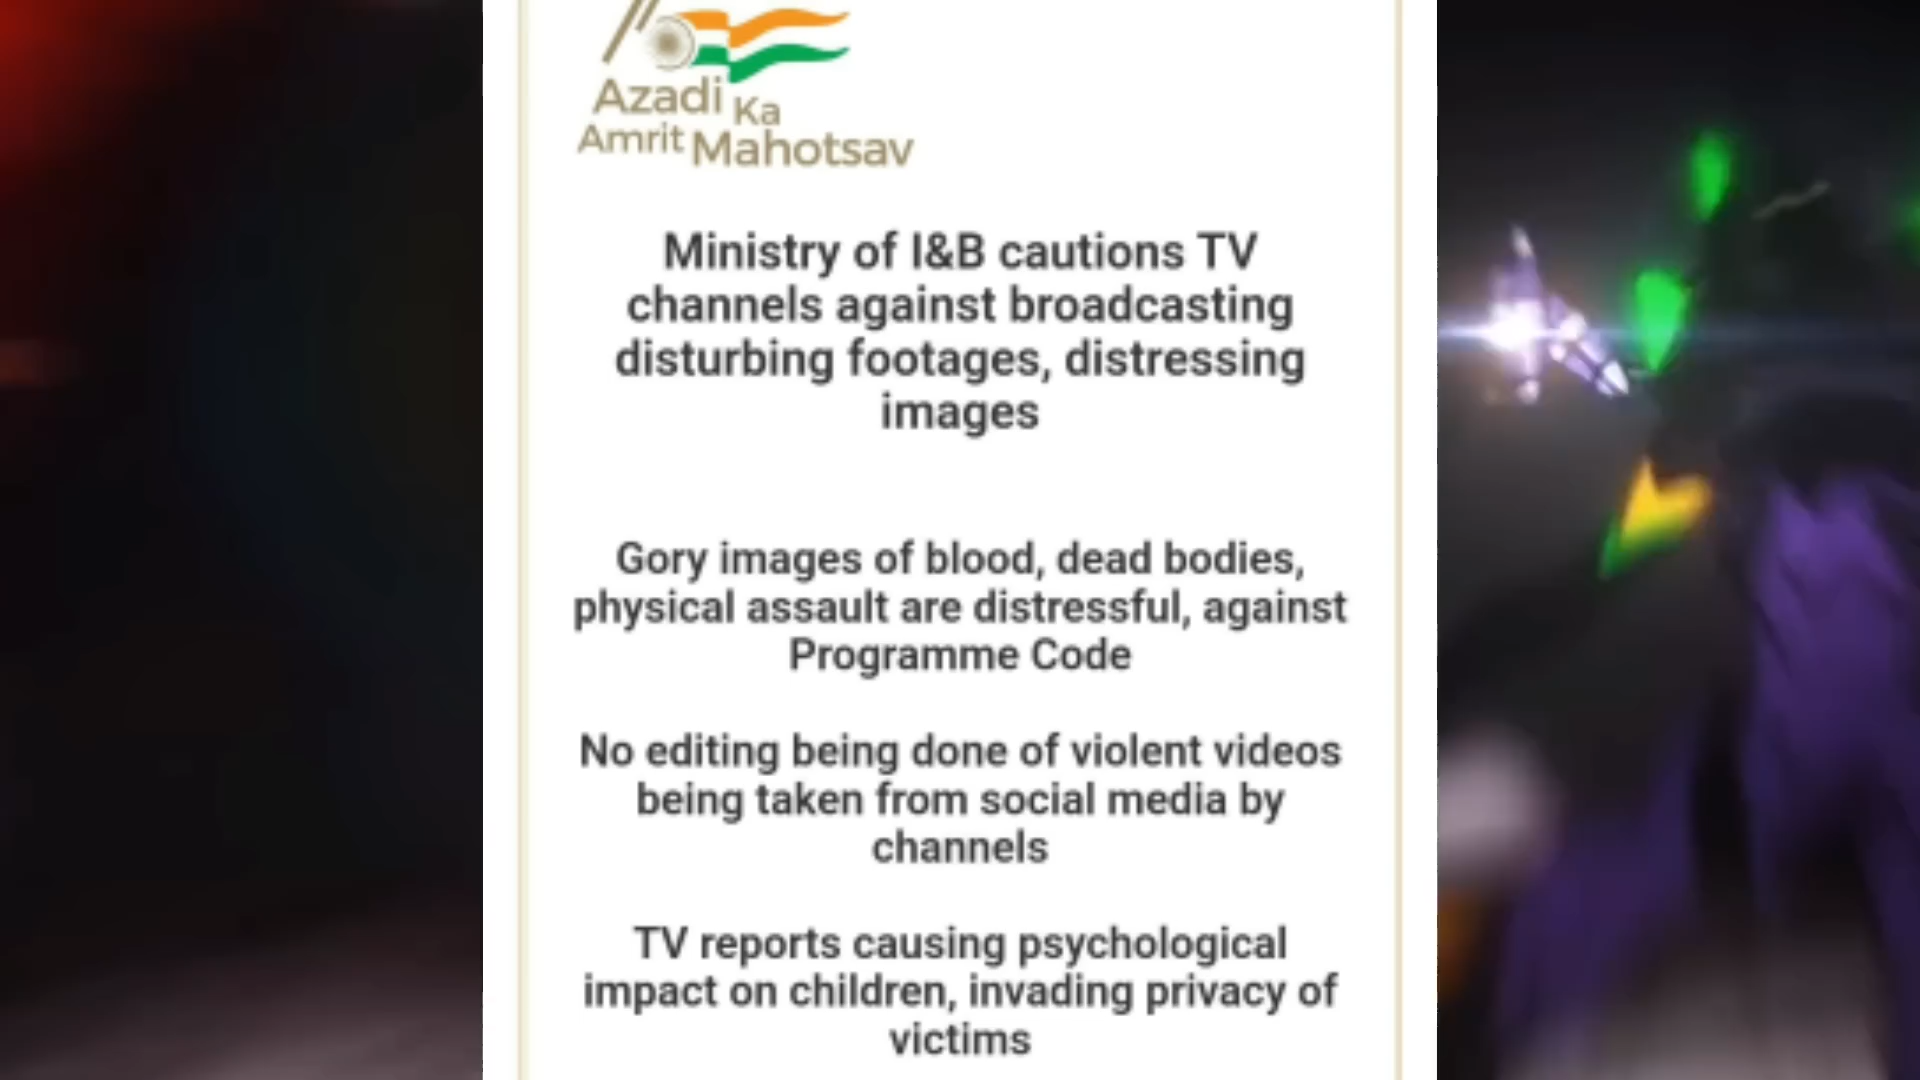 Azadi Ka
Amrit Mahotsav
Ministry of I&B cautions TV
channels against broadcasting
disturbing footages, distressing
images
Gory images of blood, dead bodies,
physical assault are distressful, against
Programme Code
No editing being done of violent videos
being taken from social media by
channels
TV reports causing psychological
impact on children, invading privacy of
victims